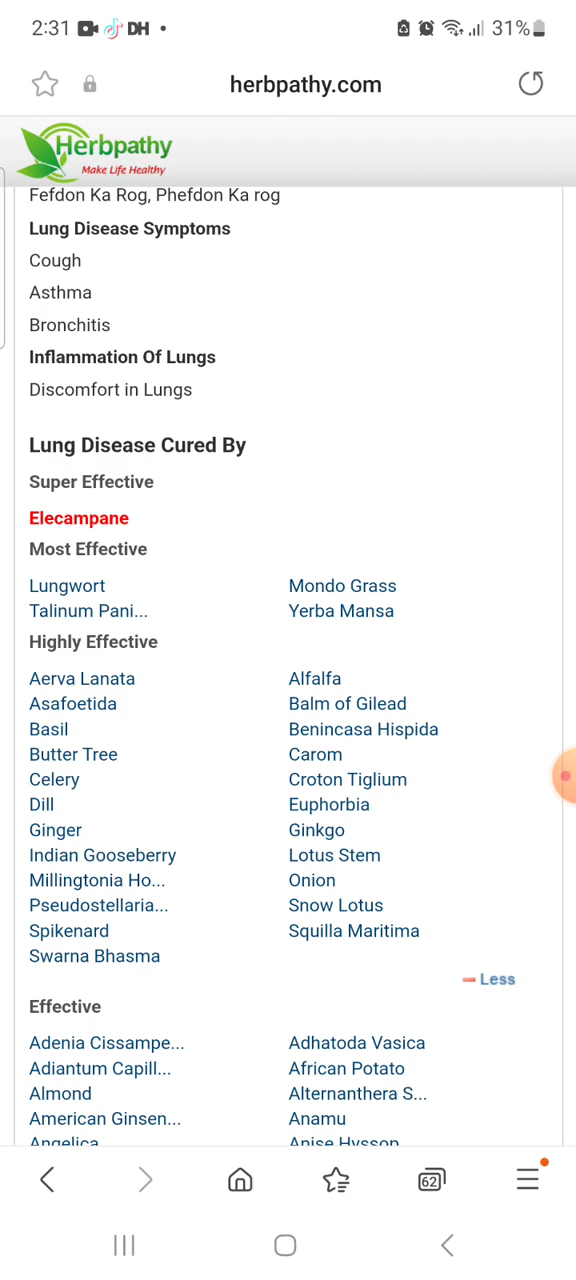 2:31 DH • 31%
herbpathy.com
Herbpathy
Make Life Healthy
Fefdon Ka Rog, Phefdon Ka rog
Lung Disease Symptoms
Cough
Asthma
Bronchitis
Inflammation Of Lungs
Discomfort in Lungs
Lung Disease Cured By
Super Effective
Elecampane
Most Effective
Lungwort Mondo Grass
Talinum Pani... Yerba Mansa
Highly Effective
Aerva Lanata Alfalfa
Asafoetida Balm of Gilead
Basil Benincasa Hispida
Butter Tree Carom
Celery Croton Tiglium
Dill Euphorbia
Ginger Ginkgo
Indian Gooseberry Lotus Stem
Millingtonia Ho... Onion
Pseudostellaria... Snow Lotus
Spikenard Squilla Maritima
Swarna Bhasma
Less
Effective
Adenia Cissampe... Adhatoda Vasica
Adiantum Capill... African Potato
Almond Alternanthera S...
American Ginsen... Anamu
Angelica Anise Hyssop
62